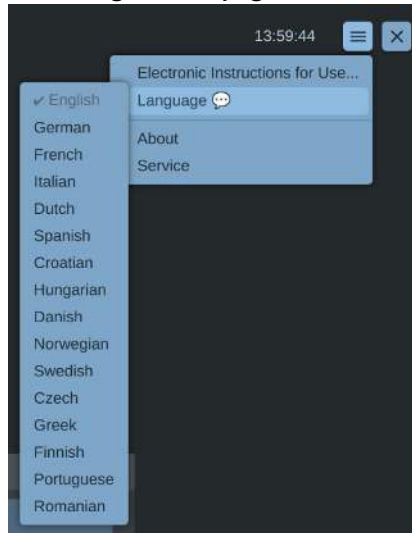 13:59:44
Electronic Instructions for Use...
Language 💬
About
Service
✔ English
German
French
Italian
Dutch
Spanish
Croatian
Hungarian
Danish
Norwegian
Swedish
Czech
Greek
Finnish
Portuguese
Romanian